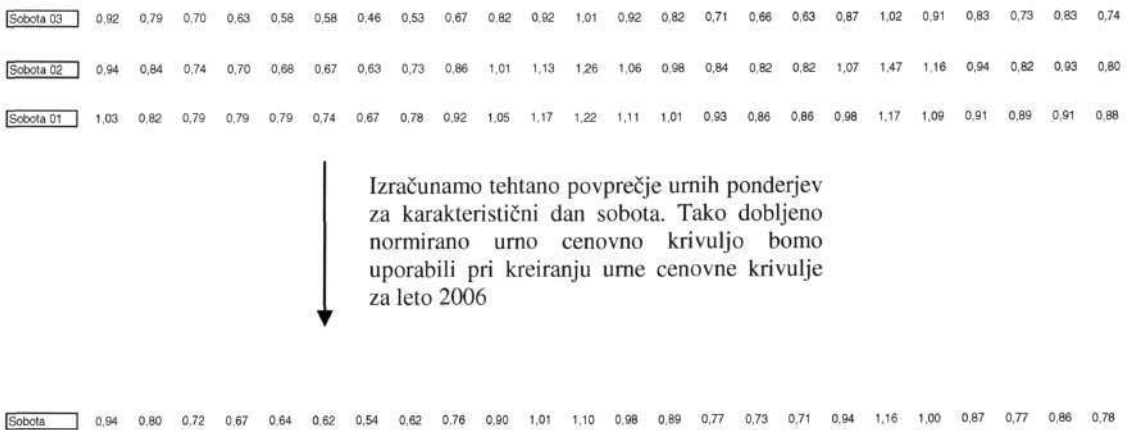 Sobota 03 0,92 0,79 0,70 0,63 0,58 0,58 0,46 0,53 0,67 0,82 0,92 1,01 0,92 0,82 0,71 0,66 0,63 0,87 1,02 0,91 0,83 0,73 0,83 0,74
Sobota 02 0,94 0,84 0,74 0,70 0,68 0,67 0,63 0,73 0,86 1,01 1,13 1,26 1,06 0,98 0,84 0,82 0,82 1,07 1,47 1,16 0,94 0,82 0,93 0,80
Sobota 01 1,03 0,82 0,79 0,79 0,79 0,74 0,67 0,78 0,92 1,05 1,17 1,22 1,11 1,01 0,93 0,86 0,86 0,98 1,17 1,09 0,91 0,89 0,91 0,88
Izračunamo tehtano povprečje urnih ponderjev
za karakteristični dan sobota. Tako dobljeno
normirano urno cenovno krivuljo bomo
uporabili pri kreiranju urne cenovne krivulje
za leto 2006
Sobota 0,94 0,80 0,72 0,67 0,64 0,62 0,54 0,62 0,76 0,90 1,01 1,10 0,98 0,89 0,77 0,73 0,71 0,94 1,16 1,00 0,87 0,77 0,86 0,78